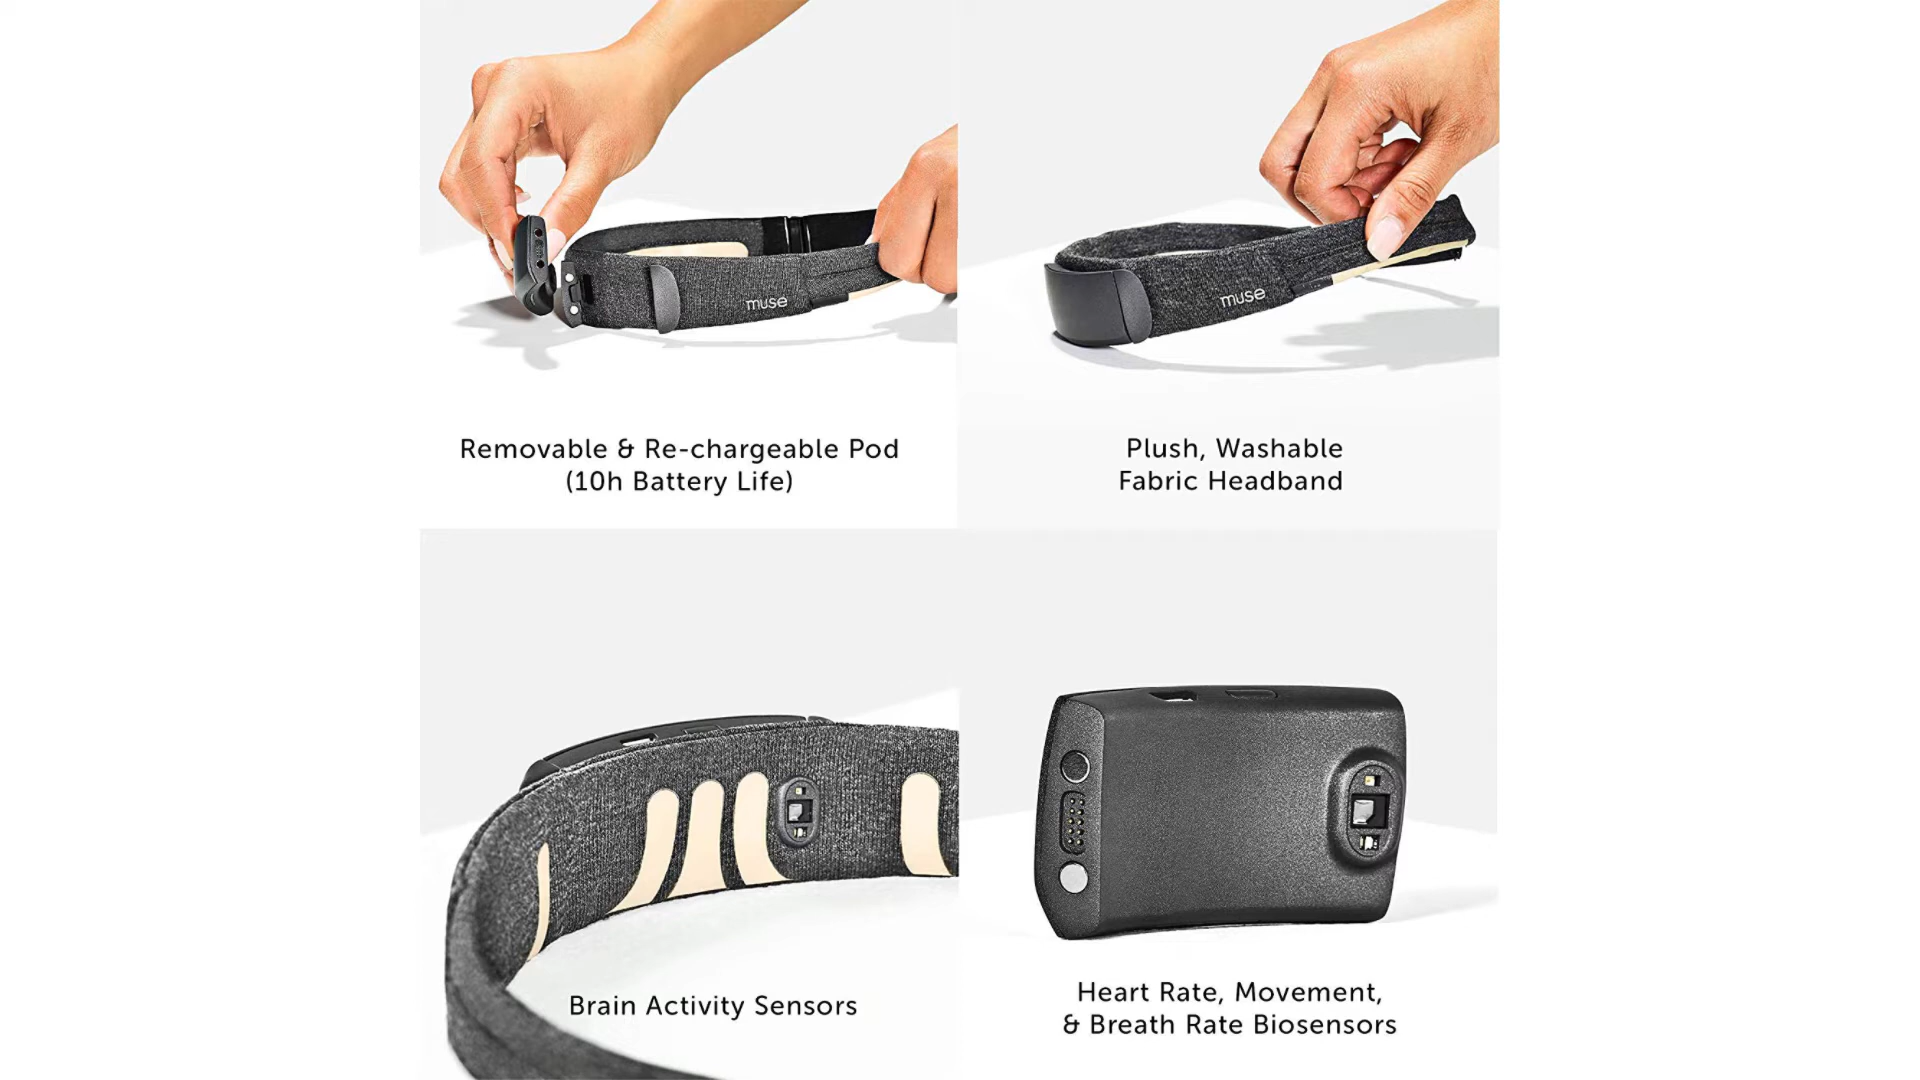 muse
Removable & Re-chargeable Pod
(10h Battery Life)
muse
Plush, Washable
Fabric Headband
Brain Activity Sensors
Heart Rate, Movement,
& Breath Rate Biosensors